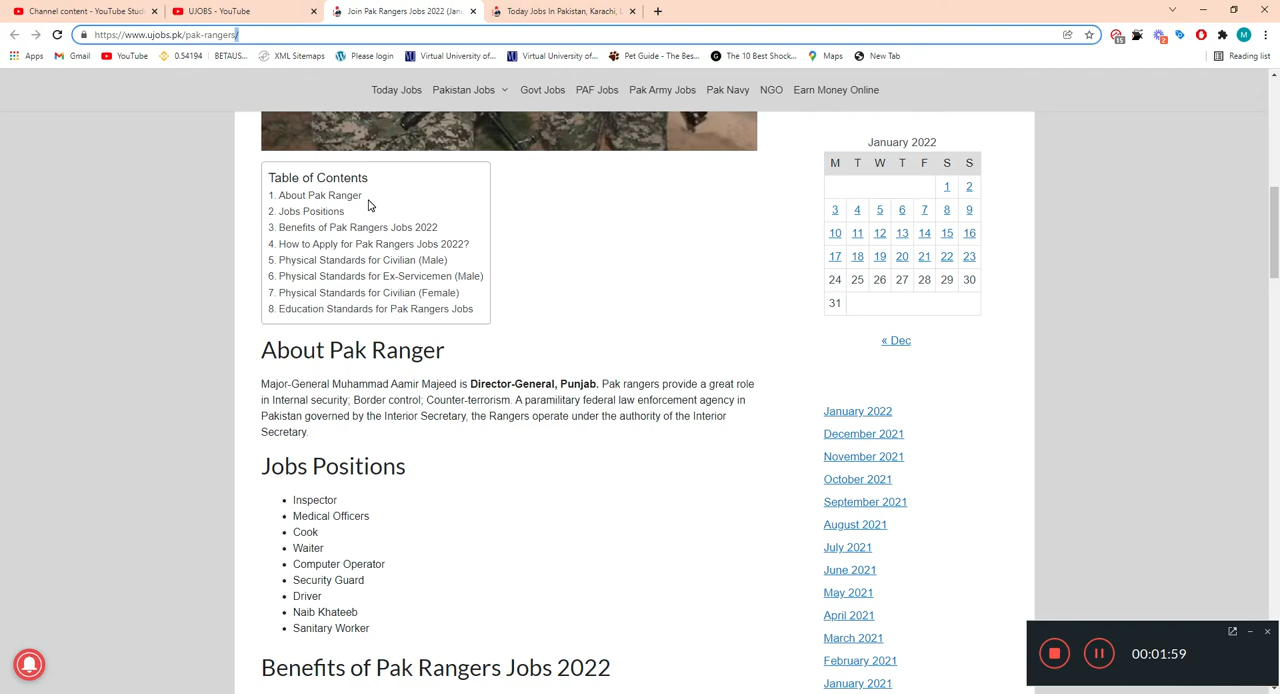 Channel content - YouTube Stud
UJOBS - YouTube
Join Pak Rangers Jobs 2022 (Jan
Today Jobs In Pakistan, Karachi, L
https://www.ujobs.pk/pak-rangers/
Apps
Gmail
YouTube
0.54194 | BETAUS...
XML Sitemaps
Please login
Virtual University of...
Virtual University of...
Pet Guide - The Bes...
The 10 Best Shock...
Maps
New Tab
Reading list
Today Jobs
Pakistan Jobs
Govt Jobs
PAF Jobs
Pak Army Jobs
Pak Navy
NGO
Earn Money Online
Table of Contents
1. About Pak Ranger
2. Jobs Positions
3. Benefits of Pak Rangers Jobs 2022
4. How to Apply for Pak Rangers Jobs 2022?
5. Physical Standards for Civilian (Male)
6. Physical Standards for Ex-Servicemen (Male)
7. Physical Standards for Civilian (Female)
8. Education Standards for Pak Rangers Jobs
About Pak Ranger
Major-General Muhammad Aamir Majeed is Director-General, Punjab. Pak rangers provide a great role
in Internal security; Border control; Counter-terrorism. A paramilitary federal law enforcement agency in
Pakistan governed by the Interior Secretary, the Rangers operate under the authority of the Interior
Secretary.
Jobs Positions
• Inspector
• Medical Officers
• Cook
• Waiter
• Computer Operator
• Security Guard
• Driver
• Naib Khateeb
• Sanitary Worker
Benefits of Pak Rangers Jobs 2022
January 2022
M T W T F S S
1 2
3 4 5 6 7 8 9
10 11 12 13 14 15 16
17 18 19 20 21 22 23
24 25 26 27 28 29 30
31
« Dec
January 2022
December 2021
November 2021
October 2021
September 2021
August 2021
July 2021
June 2021
May 2021
April 2021
March 2021
February 2021
January 2021
00:01:59